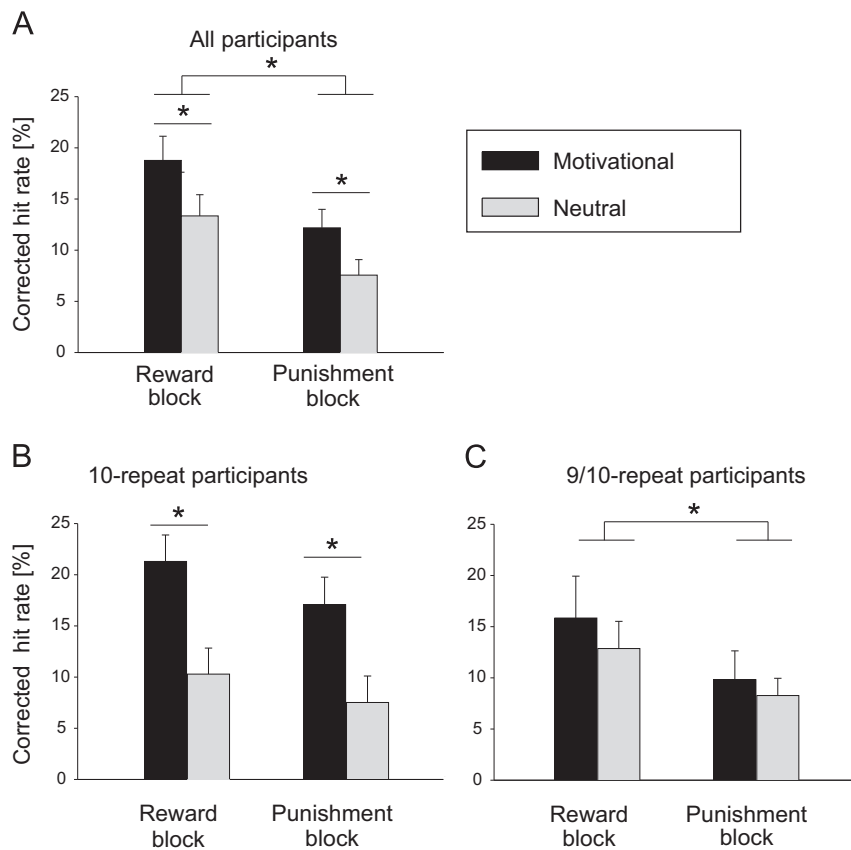 A
All participants
*
*
*
Corrected hit rate [%]
25
20
15
10
5
0
Reward
block
Punishment
block
Motivational
Neutral
B
10-repeat participants
*
*
Corrected hit rate [%]
25
20
15
10
5
0
Reward
block
Punishment
block
C
9/10-repeat participants
*
25
20
15
10
5
0
Reward
block
Punishment
block